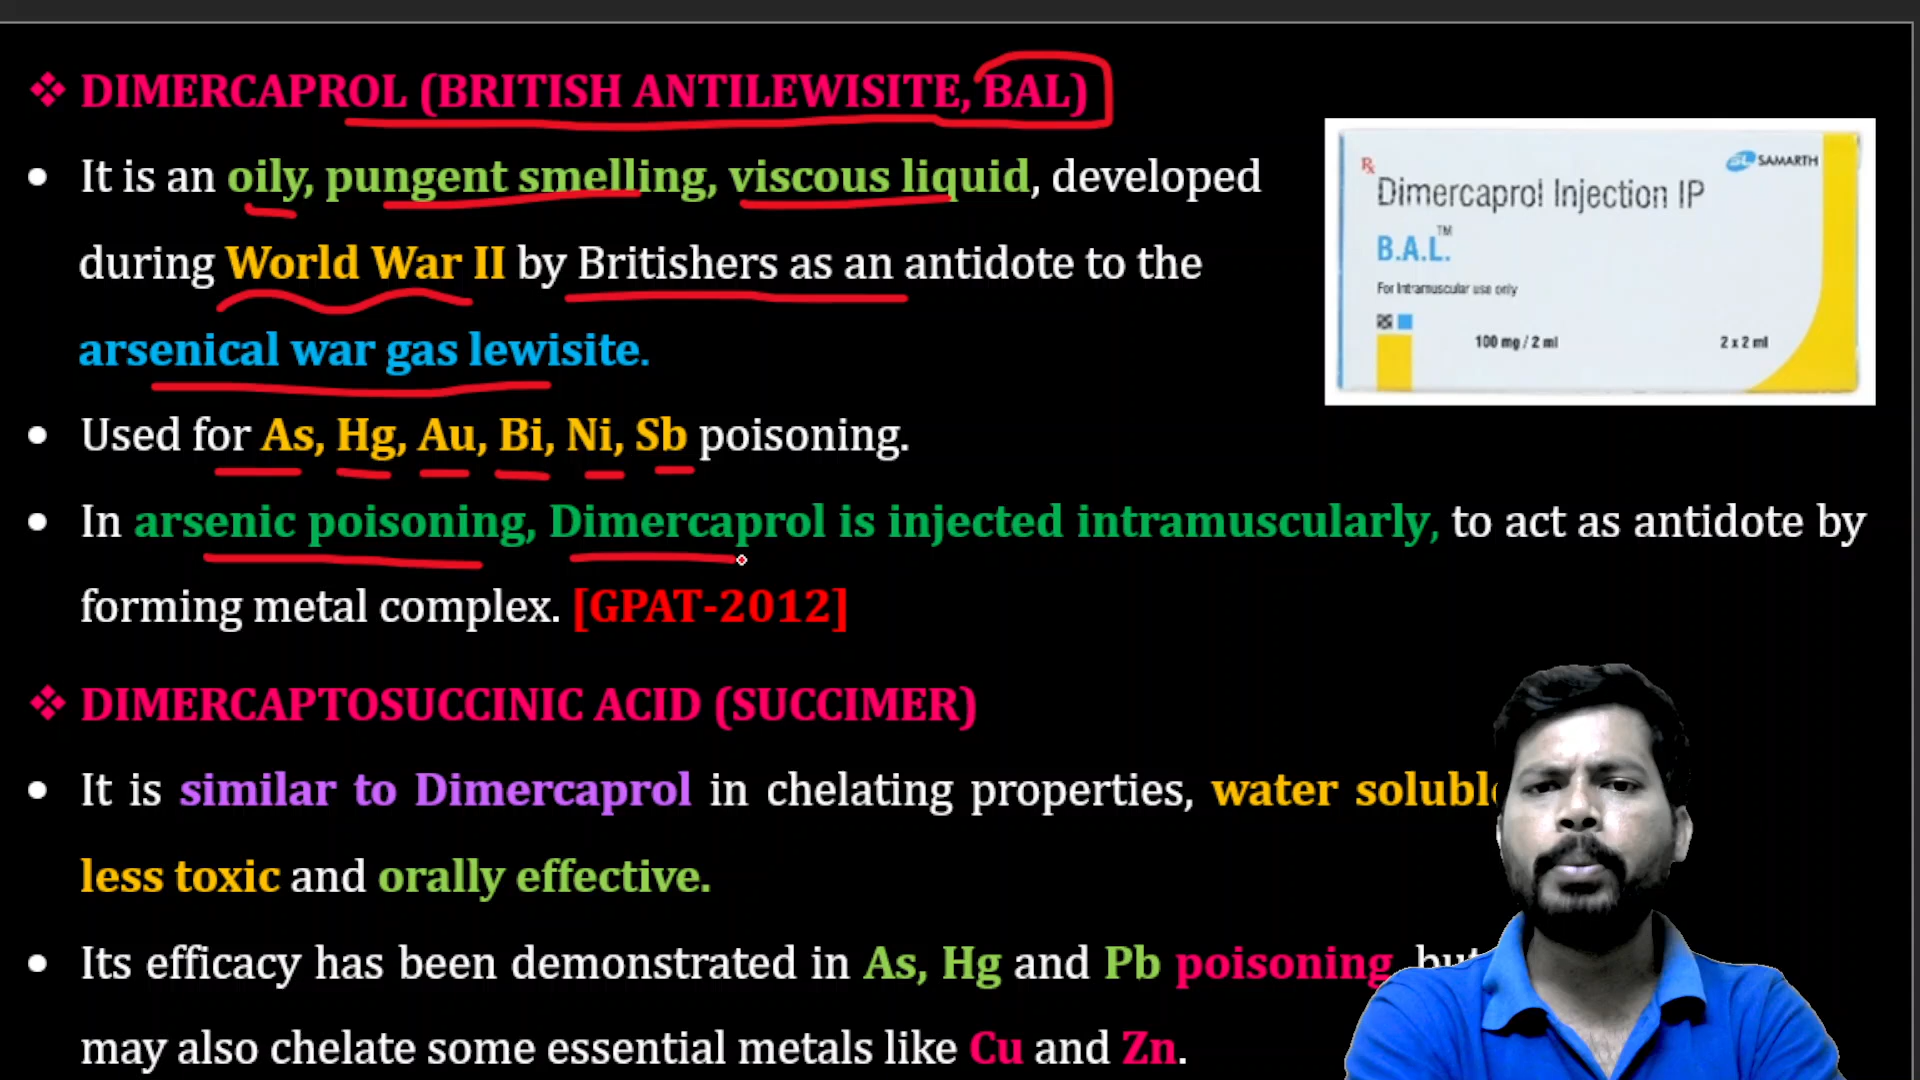 ❖ DIMERCAPROL (BRITISH ANTILEWISITE, BAL)
• It is an oily, pungent smelling, viscous liquid, developed
during World War II by Britishers as an antidote to the
arsenical war gas lewisite.
• Used for As, Hg, Au, Bi, Ni, Sb poisoning.
• In arsenic poisoning, Dimercaprol is injected intramuscularly, to act as antidote by
forming metal complex. [GPAT-2012]
❖ DIMERCAPTOSUCCINIC ACID (SUCCIMER)
• It is similar to Dimercaprol in chelating properties, water soluble
less toxic and orally effective.
• Its efficacy has been demonstrated in As, Hg and Pb poisoning but
may also chelate some essential metals like Cu and Zn.
SAMARTH
Rx
Dimercaprol Injection IP
B.A.L.™
For Intramuscular use only
100 mg / 2 ml 2 x 2 ml